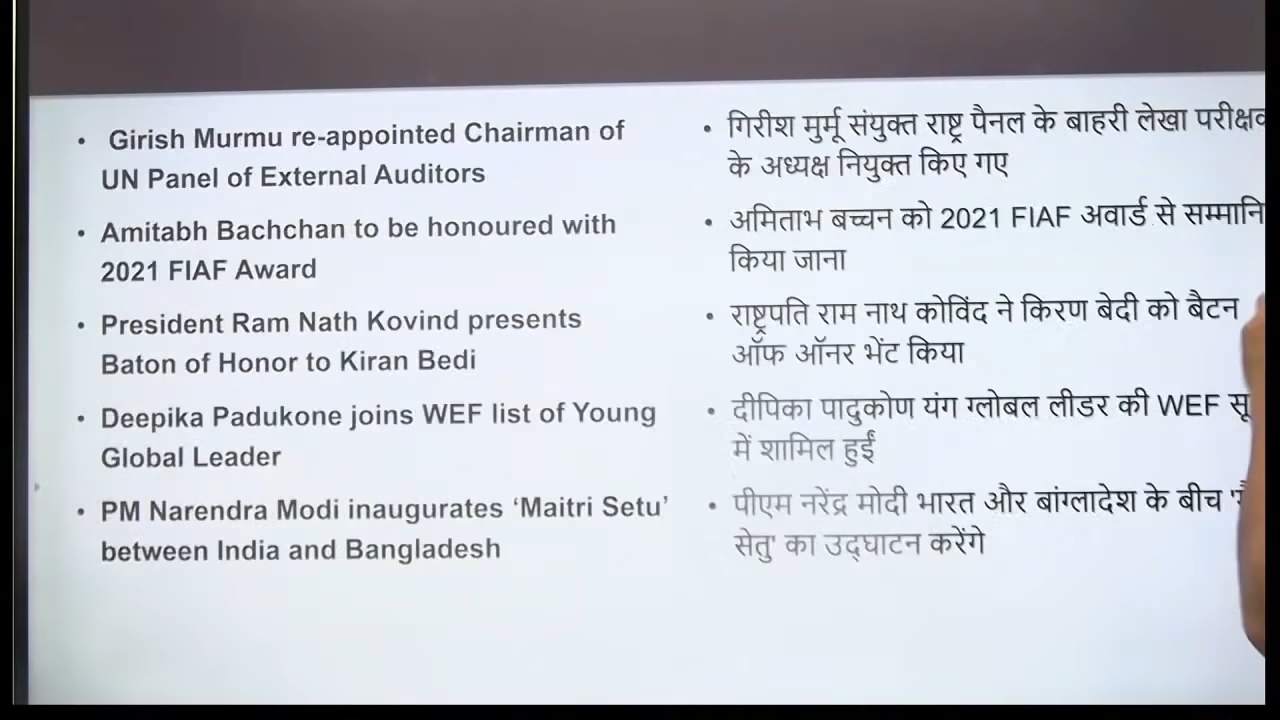 Girish Murmu re-appointed Chairman of
UN Panel of External Auditors
Amitabh Bachchan to be honoured with
2021 FIAF Award
President Ram Nath Kovind presents
Baton of Honor to Kiran Bedi
Deepika Padukone joins WEF list of Young
Global Leader
PM Narendra Modi inaugurates ‘Maitri Setu’
between India and Bangladesh
गिरीश मुर्मू संयुक्त राष्ट्र पैनल के बाहरी लेखा
के अध्यक्ष नियुक्त किए गए
अमिताभ बच्चन को 2021 FIAF अवार्ड से
किया जाना
राष्ट्रपति राम नाथ कोविंद ने किरण बेदी को बैटन
ऑफ ऑनर भेंट किया
दीपिका पादुकोण यंग ग्लोबल लीडर की WEF
में शामिल हुईं
पीएम नरेंद्र मोदी भारत और बांग्लादेश के बीच
सेतु' का उद्घाटन करेंगे